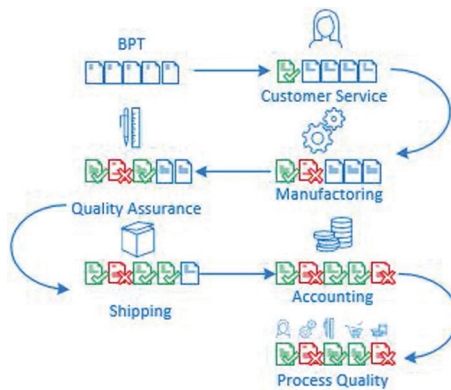 BPT
Customer Service
Manufactoring
Quality Assurance
Shipping
Accounting
Process Quality